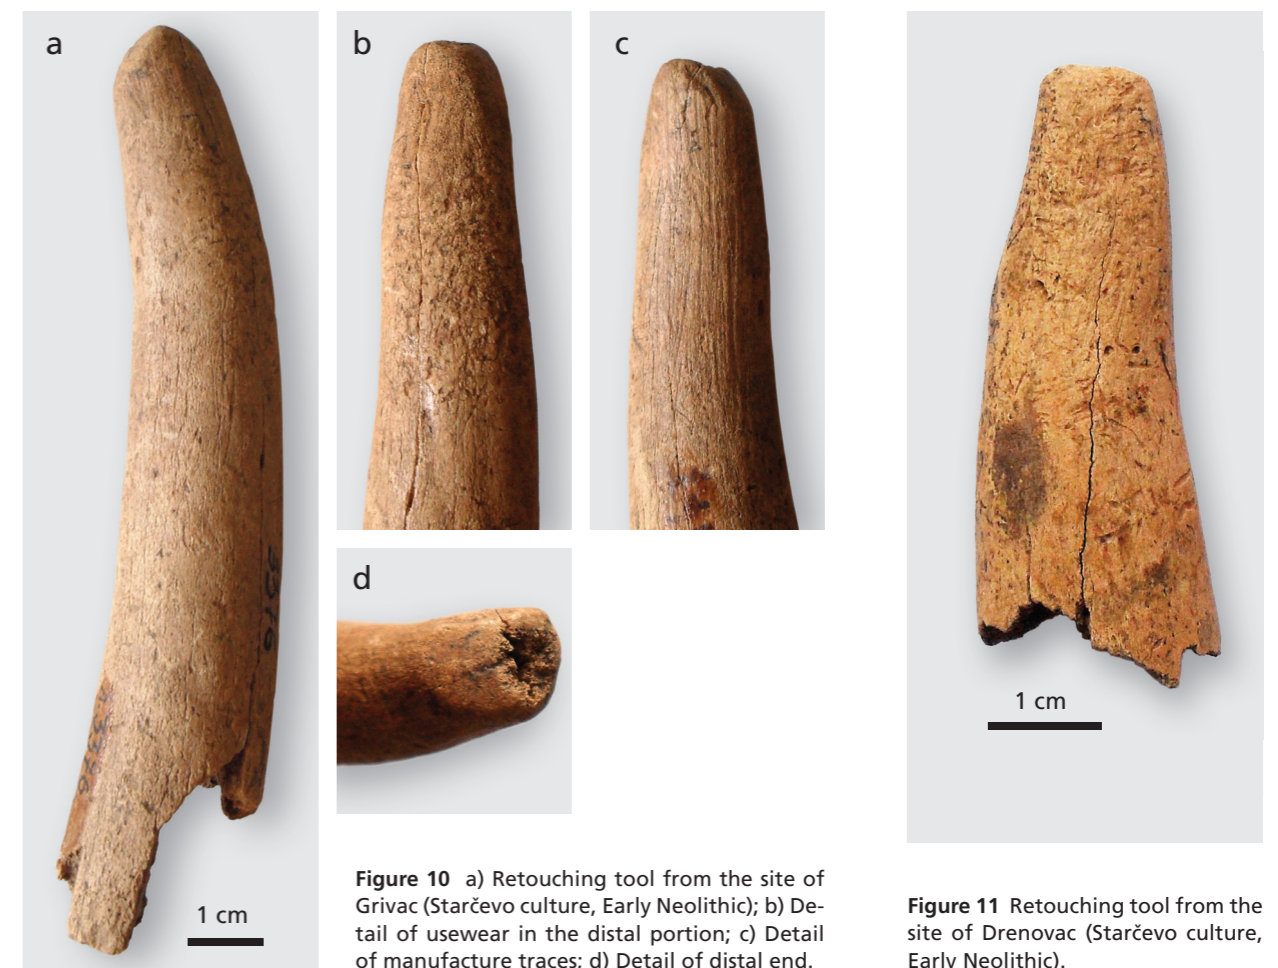 a
b
c
d
1 cm
1 cm
Figure 10 a) Retouching tool from the site of
Grivac (Starčevo culture, Early Neolithic); b) De-
tail of usewear in the distal portion; c) Detail
of manufacture traces; d) Detail of distal end.
Figure 11 Retouching tool from the
site of Drenovac (Starčevo culture,
Early Neolithic).